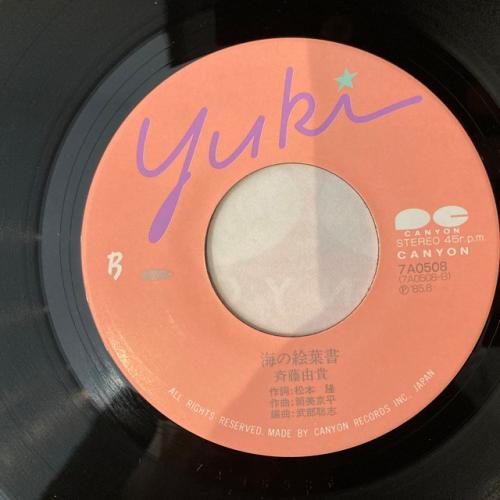 yuki
B
CANYON
STEREO 45r.p.m.
CANYON
7A0508
(7A0508-B)
Ⓟ'85.8
海の絵葉書
斉藤由貴
作詞:松本 隆
作曲:筒美京平
編曲:武部聡志
ALL RIGHTS RESERVED. MADE BY CANYON RECORDS INC. JAPAN